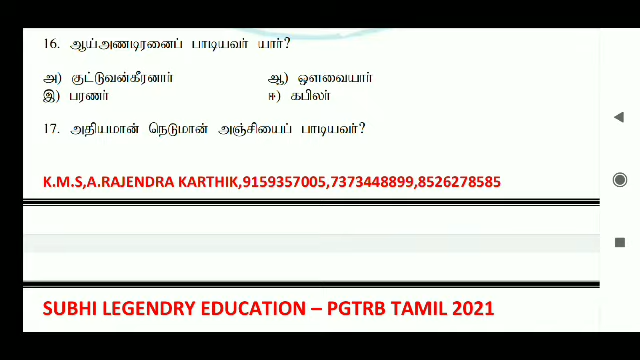 16. ஆய்அண்டிரனைப் பாடியவர் யார்?
அ) குட்டுவன்கீரனார் ஆ) ஔவையார்
இ) பரணர் ஈ) கபிலர்
17. அதியமான் நெடுமான் அஞ்சியைப் பாடியவர்?
K.M.S,A.RAJENDRA KARTHIK,9159357005,7373448899,8526278585
SUBHI LEGENDRY EDUCATION – PGTRB TAMIL 2021